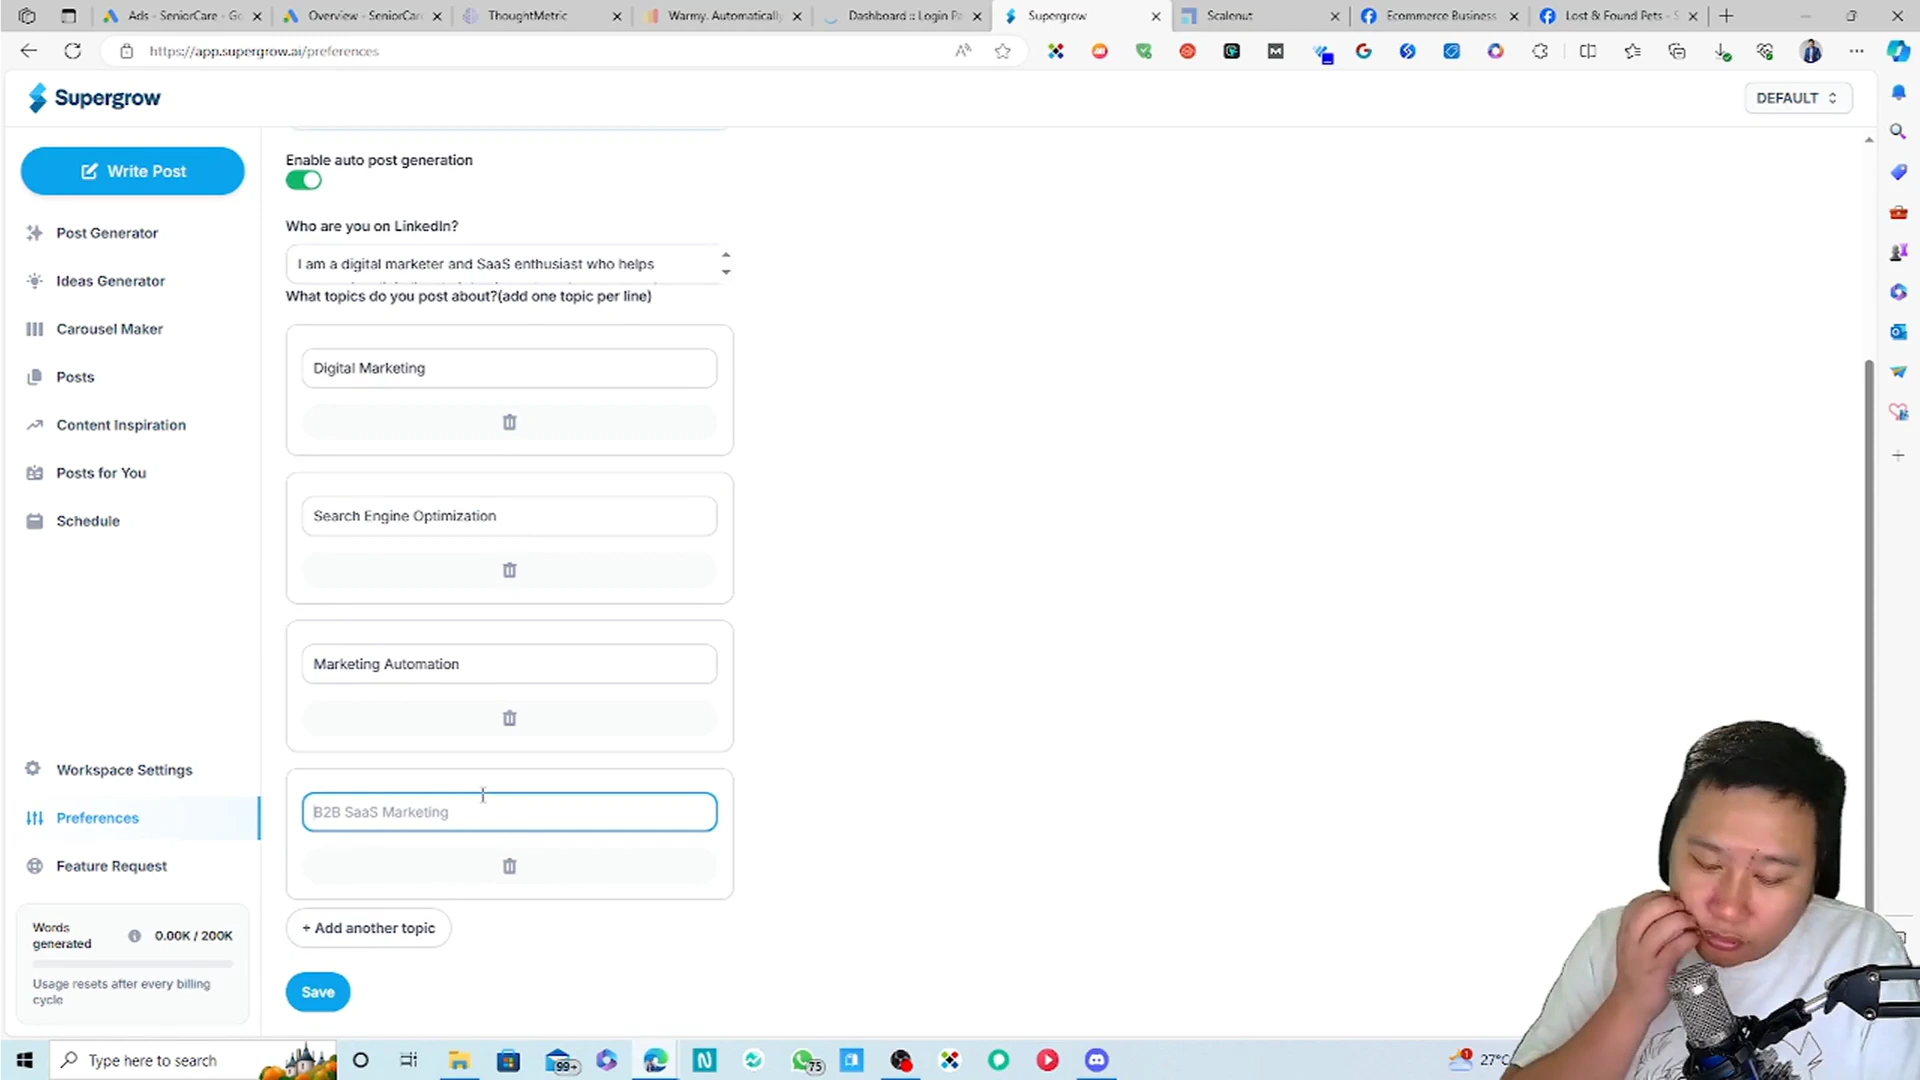 Ads - SeniorCare - Go
Overview - SeniorCare
ThoughtMetric
Warmy. Automatically
Dashboard :: Login Pa
Supergrow
Scalenut
Ecommerce Business
Lost & Found Pets - S
https://app.supergrow.ai/preferences
Supergrow
DEFAULT
Write Post
Post Generator
Ideas Generator
Carousel Maker
Posts
Content Inspiration
Posts for You
Schedule
Workspace Settings
Preferences
Feature Request
Words generated 0.00K / 200K
Usage resets after every billing
cycle
Enable auto post generation
Who are you on LinkedIn?
I am a digital marketer and SaaS enthusiast who helps
What topics do you post about?(add one topic per line)
Digital Marketing
Search Engine Optimization
Marketing Automation
B2B SaaS Marketing
+ Add another topic
Save
Type here to search
99+
75
1
27°C